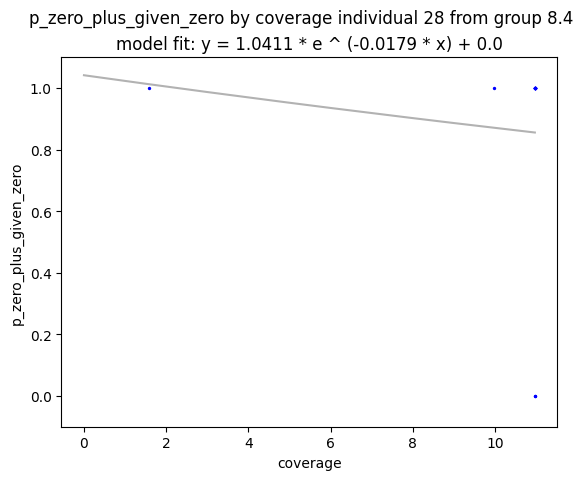 p_zero_plus_given_zero by coverage individual 28 from group 8.4
model fit: y = 1.0411 * e ^ (-0.0179 * x) + 0.0
1.0
0.8
0.6
0.4
0.2
0.0
p_zero_plus_given_zero
0 2 4 6 8 10
coverage